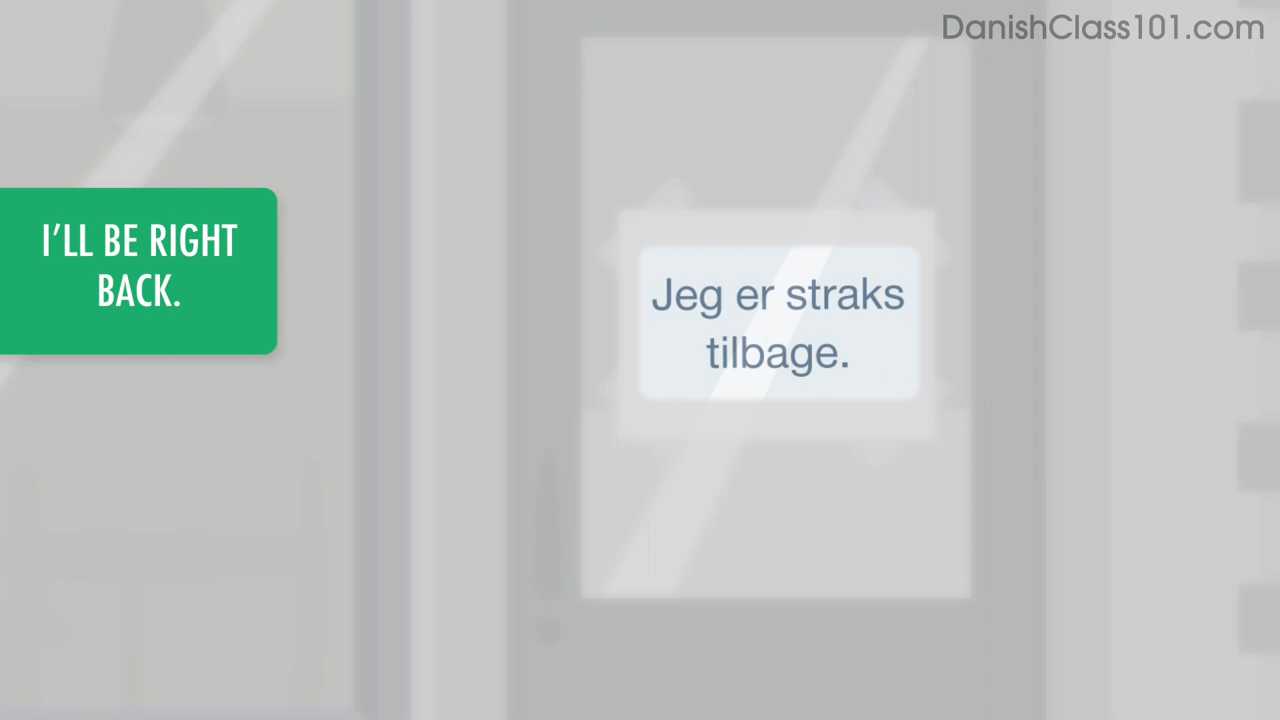 DanishClass101.com
I'LL BE RIGHT
BACK.
Jeg er straks
tilbage.